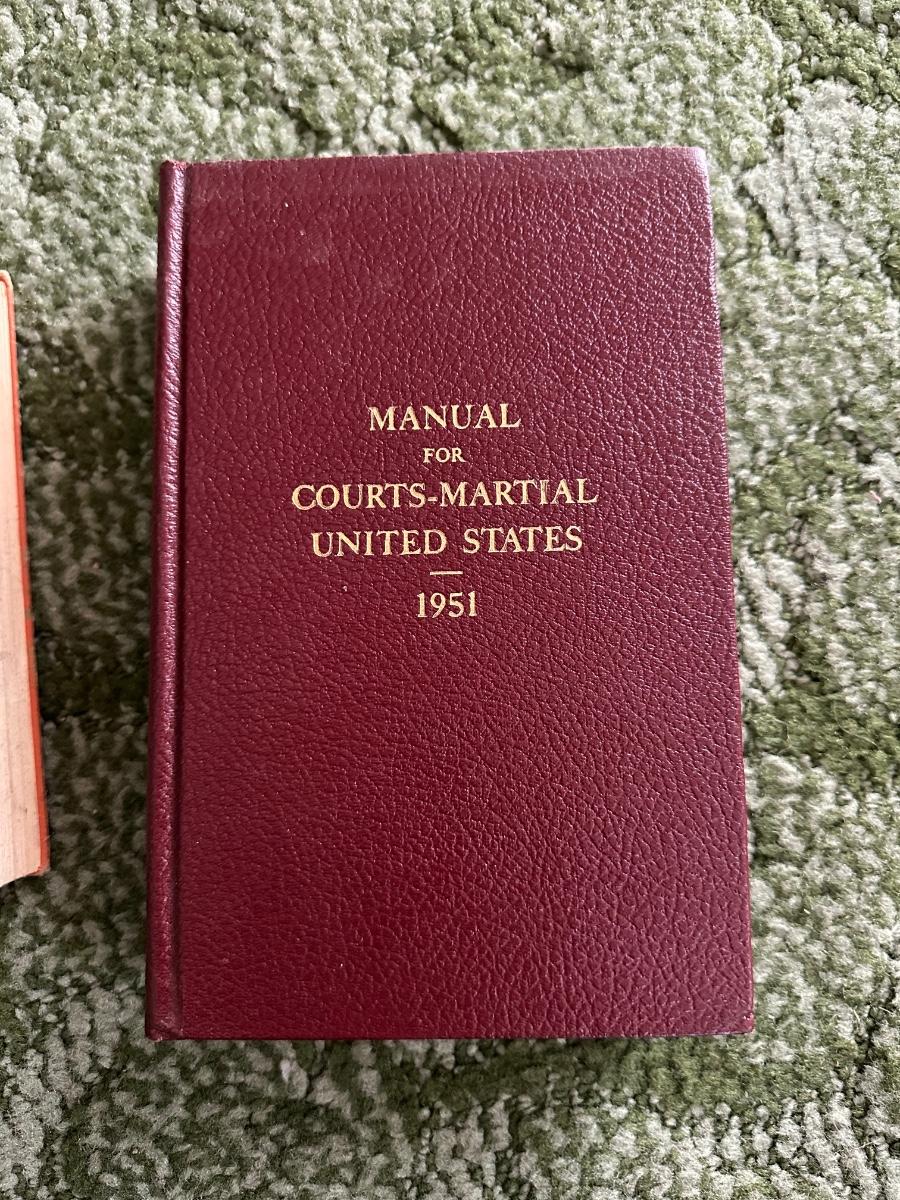 MANUAL
FOR
COURTS-MARTIAL
UNITED STATES
1951